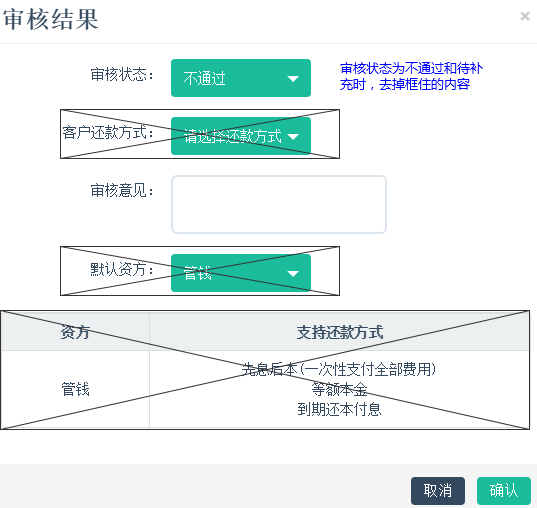 审核结果
审核状态： 不通过
审核状态为不通过和待补
充时，去掉框住的内容
客户还款方式： 请选择还款方式
审核意见：
默认资方： 管钱
资方 支持还款方式
管钱
先息后本(一次性支付全部费用)
等额本金
到期还本付息
取消 确认